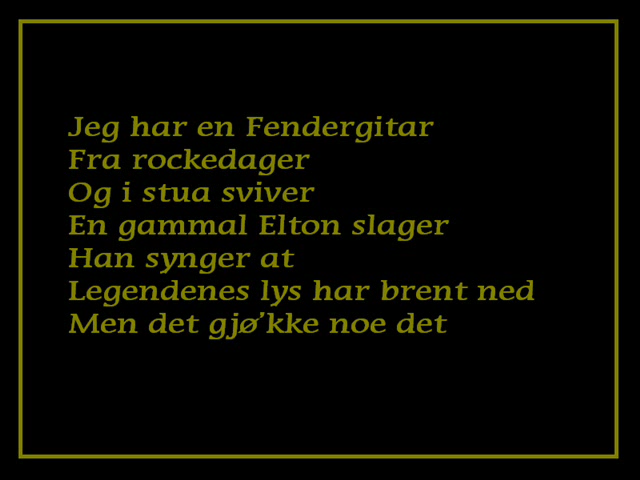 Jeg har en Fendergitar
Fra rockedager
Og i stua sviver
En gammal Elton slager
Han synger at
Legendenes lys har brent ned
Men det gjø'kke noe det